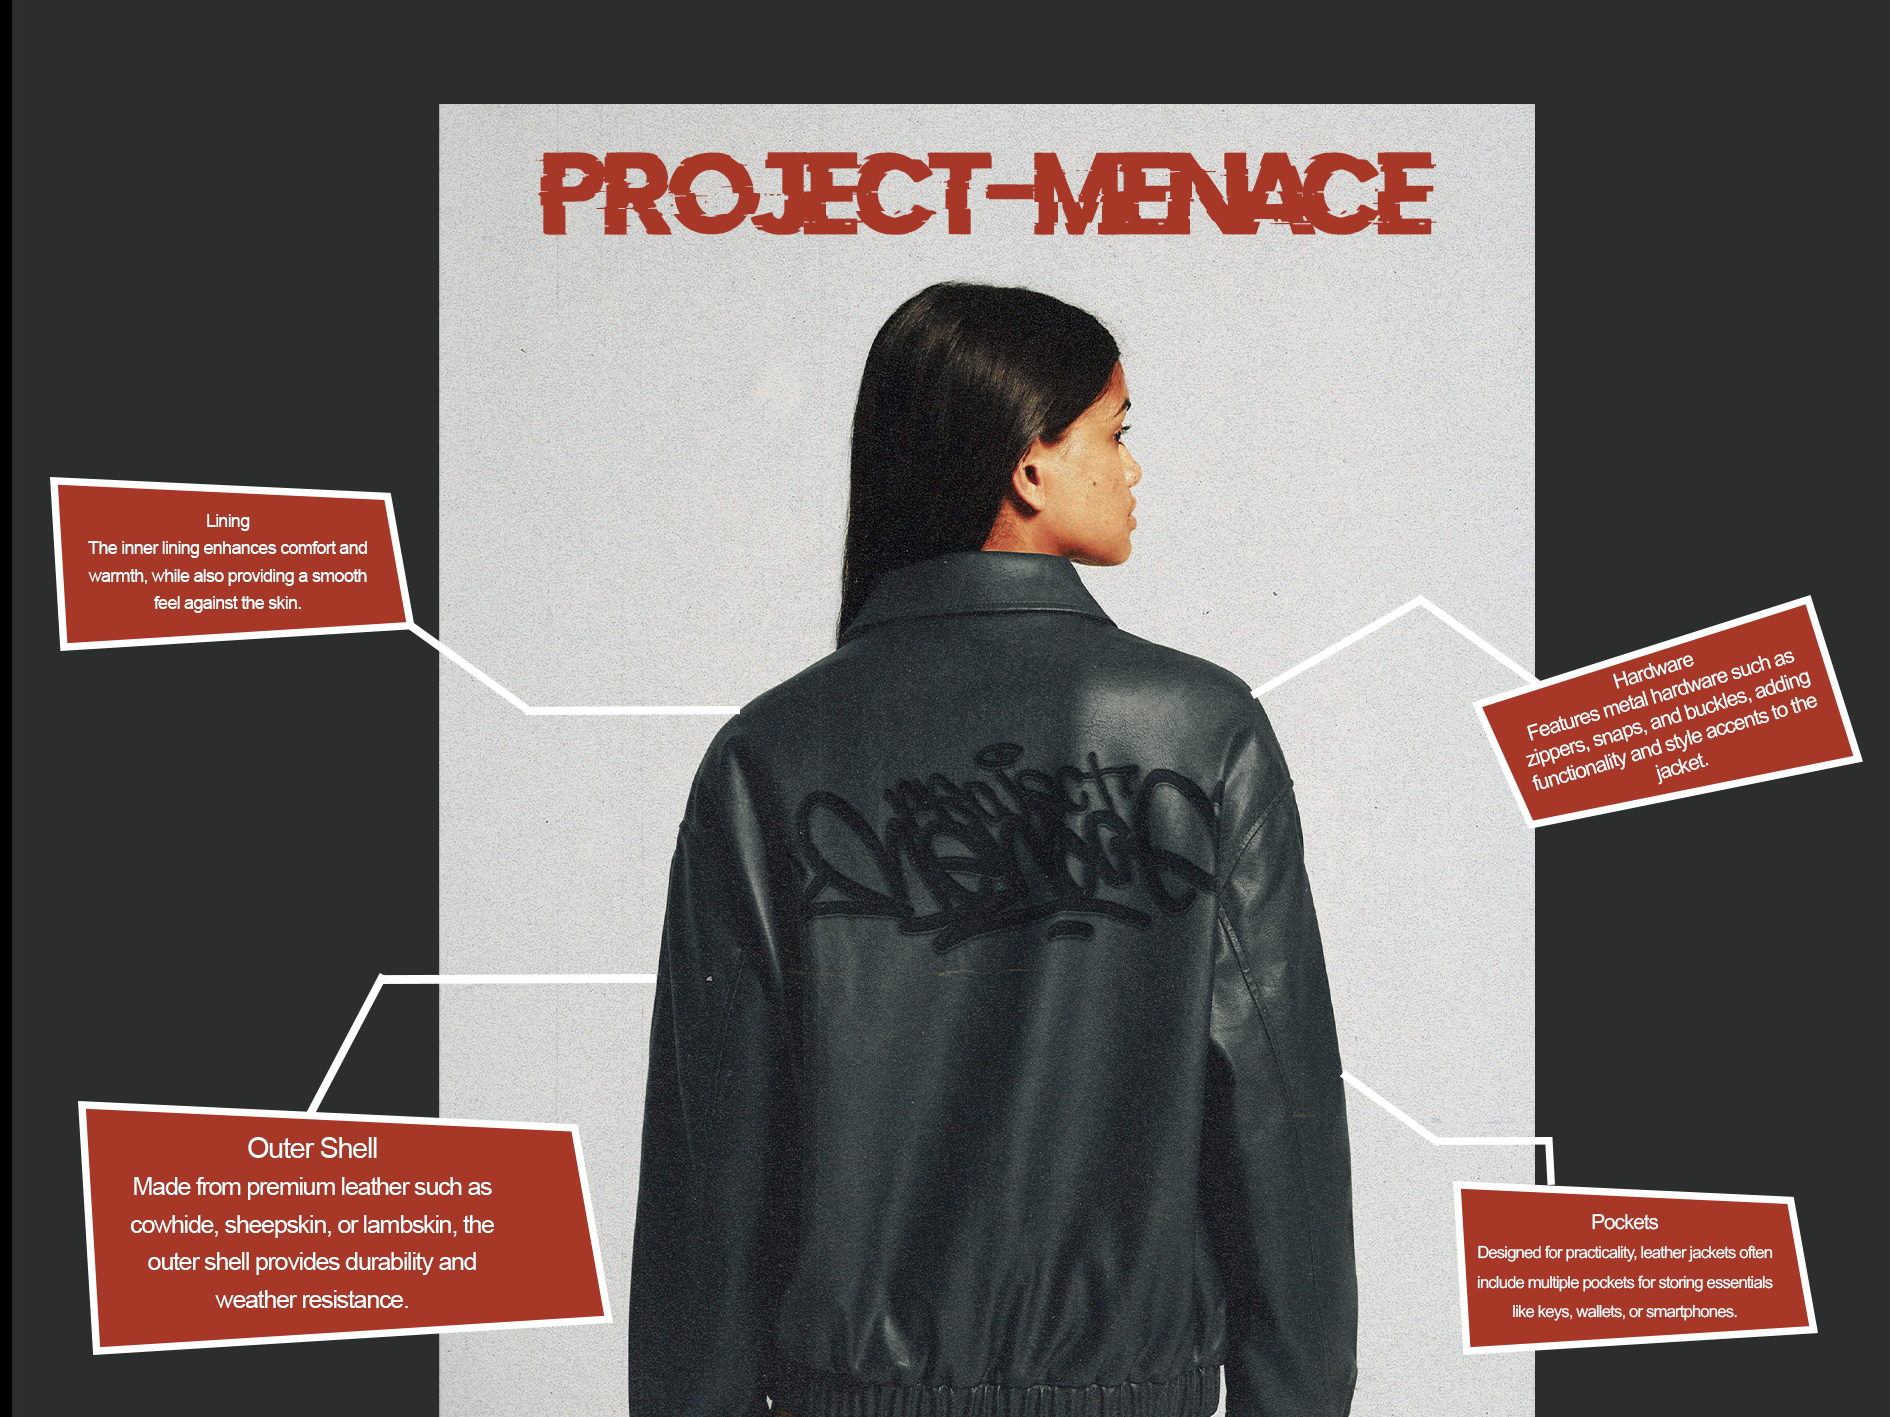 PROJECT-MENACE
Lining
The inner lining enhances comfort and
warmth, while also providing a smooth
feel against the skin.
Hardware
Features metal hardware such as
zippers, snaps, and buckles, adding
functionality and style accents to the
jacket.
project
menace
Outer Shell
Made from premium leather such as
cowhide, sheepskin, or lambskin, the
outer shell provides durability and
weather resistance.
Pockets
Designed for practicality, leather jackets often
include multiple pockets for storing essentials
like keys, wallets, or smartphones.